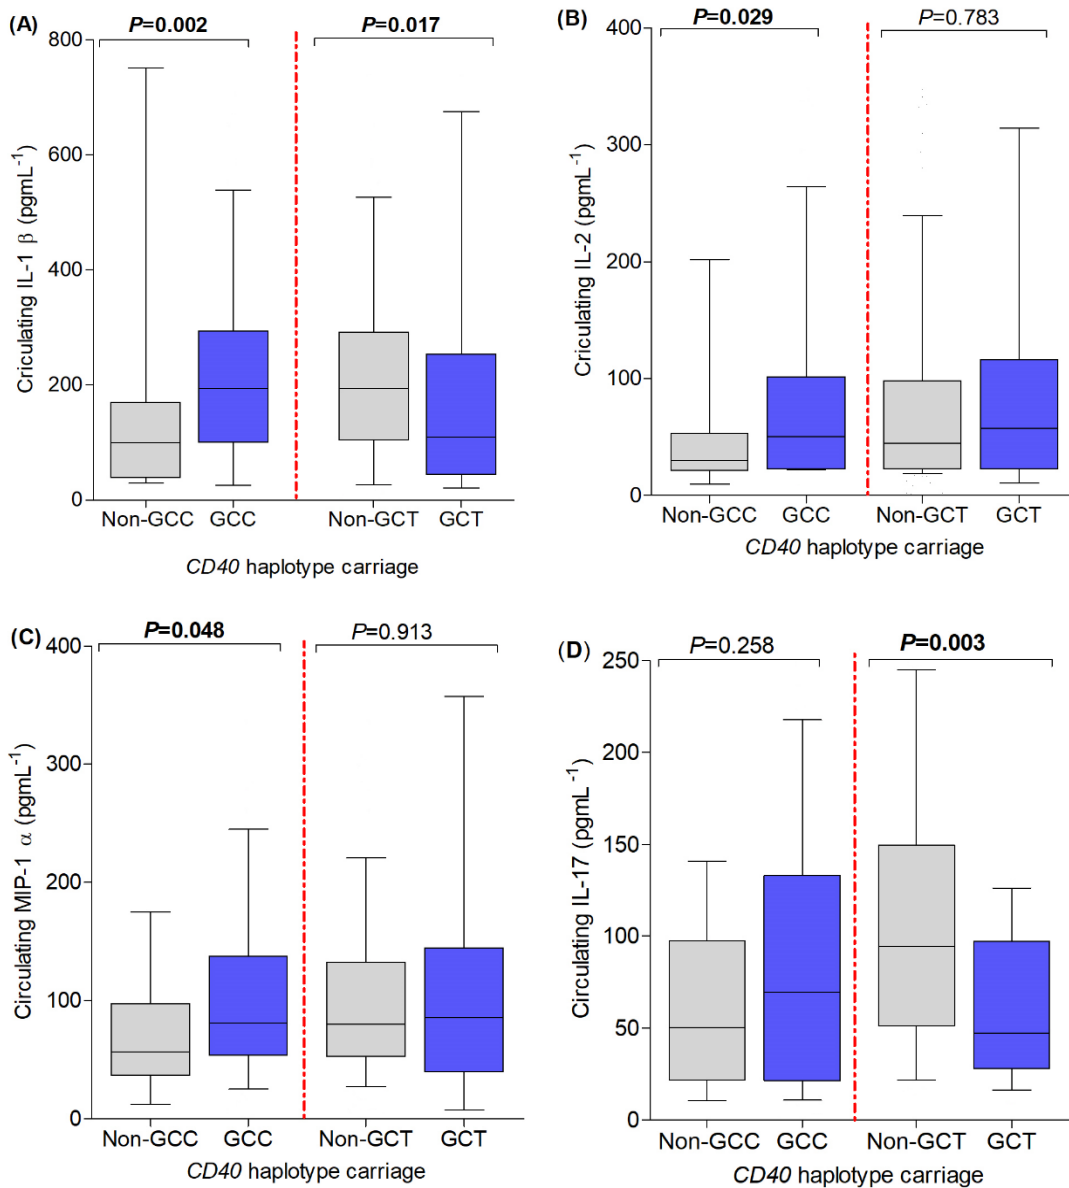 (A)
P=0.002
P=0.017
Criculating IL-1 β (pgmL⁻¹)
800
600
400
200
0
Non-GCC GCC Non-GCT GCT
CD40 haplotype carriage
(B)
P=0.029
P=0.783
Criculating IL-2 (pgmL⁻¹)
400
300
200
100
0
Non-GCC GCC Non-GCT GCT
CD40 haplotype carriage
(C)
P=0.048
P=0.913
Circulating MIP-1 α (pgmL⁻¹)
400
300
200
100
0
Non-GCC GCC Non-GCT GCT
CD40 haplotype carriage
(D)
P=0.258
P=0.003
Circulating IL-17 (pgmL⁻¹)
250
200
150
100
50
0
Non-GCC GCC Non-GCT GCT
CD40 haplotype carriage